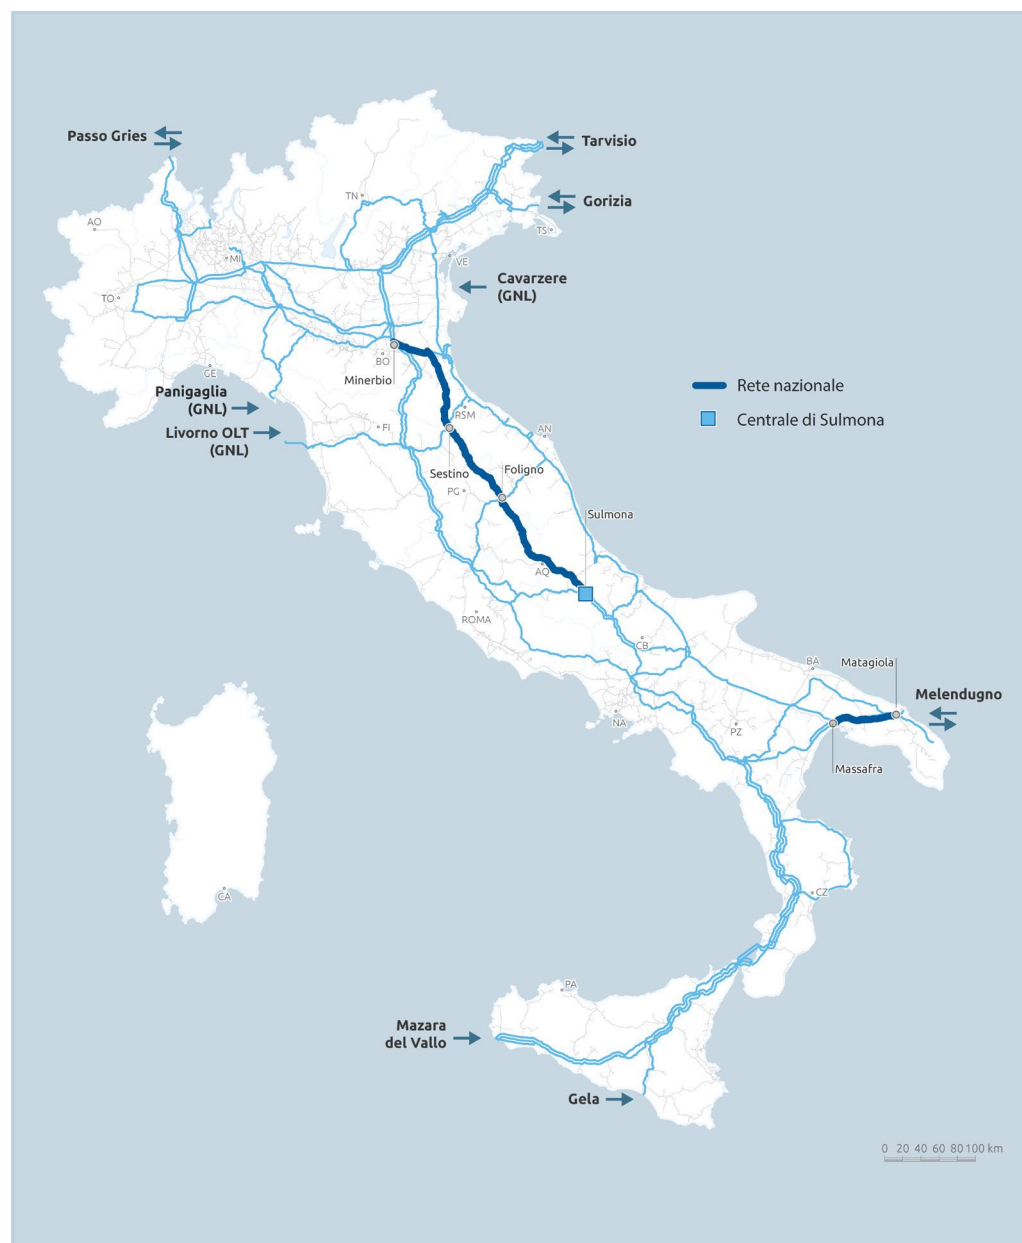 Passo Gries
Tarvisio
TN
Gorizia
AO
TS
MI
VE
Cavarzere
(GNL)
TO
BO
GE
Minerbio
Rete nazionale
Panigaglia
(GNL)
RSM
Centrale di Sulmona
Livorno OLT
(GNL)
FI
AN
Sestino
Foligno
PG
Sulmona
AQ
ROMA
CB
BA
Matagiola
Melendugno
NA
PZ
Massafra
CA
CZ
PA
Mazara
del Vallo
Gela
0 20 40 60 80 100 km